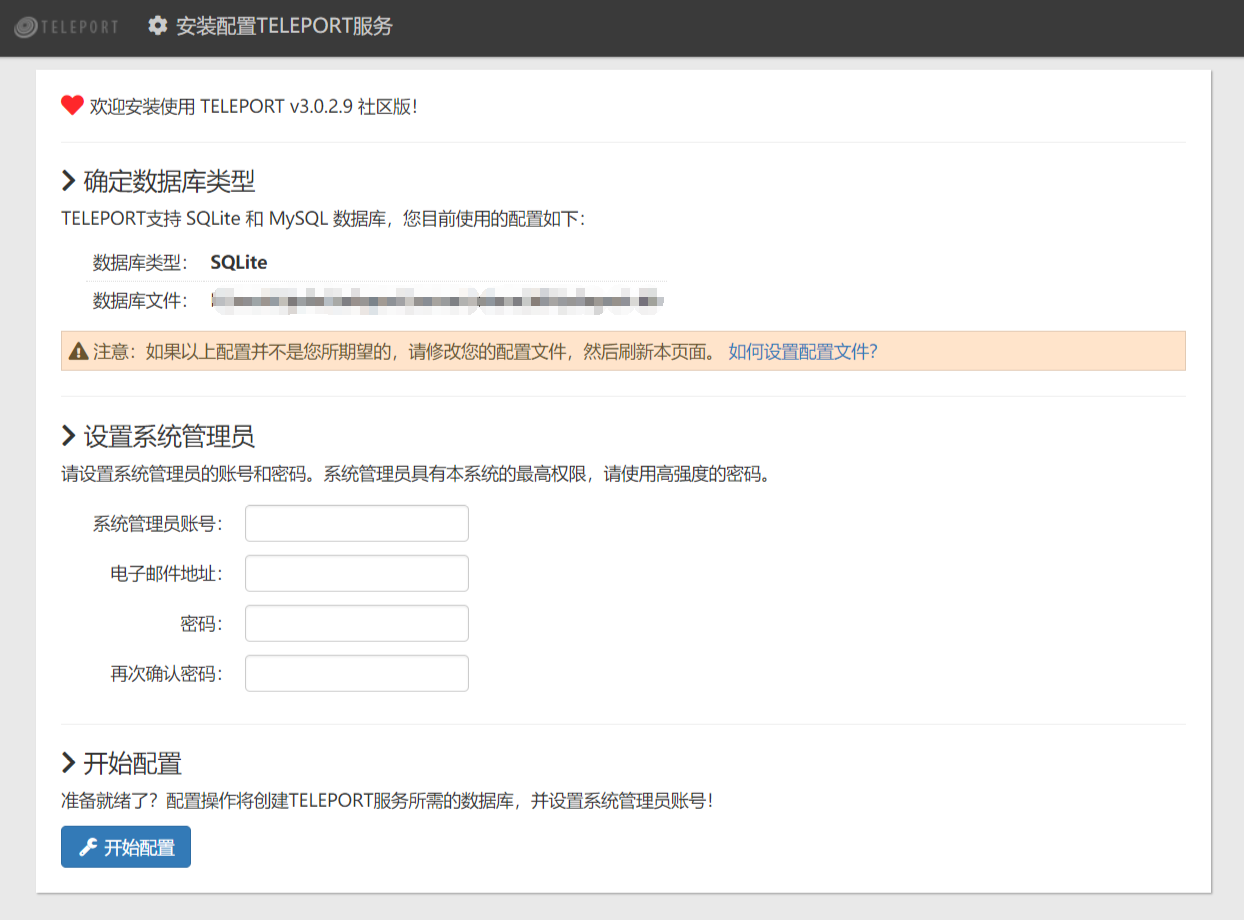 TELEPORT 安装配置TELEPORT服务
欢迎安装使用 TELEPORT v3.0.2.9 社区版!
确定数据库类型
TELEPORT支持 SQLite 和 MySQL 数据库，您目前使用的配置如下：
数据库类型： SQLite
数据库文件：
注意：如果以上配置并不是您所期望的，请修改您的配置文件，然后刷新本页面。 如何设置配置文件？
设置系统管理员
请设置系统管理员的账号和密码。系统管理员具有本系统的最高权限，请使用高强度的密码。
系统管理员账号：
电子邮件地址：
密码：
再次确认密码：
开始配置
准备就绪了？配置操作将创建TELEPORT服务所需的数据库，并设置系统管理员账号！
开始配置